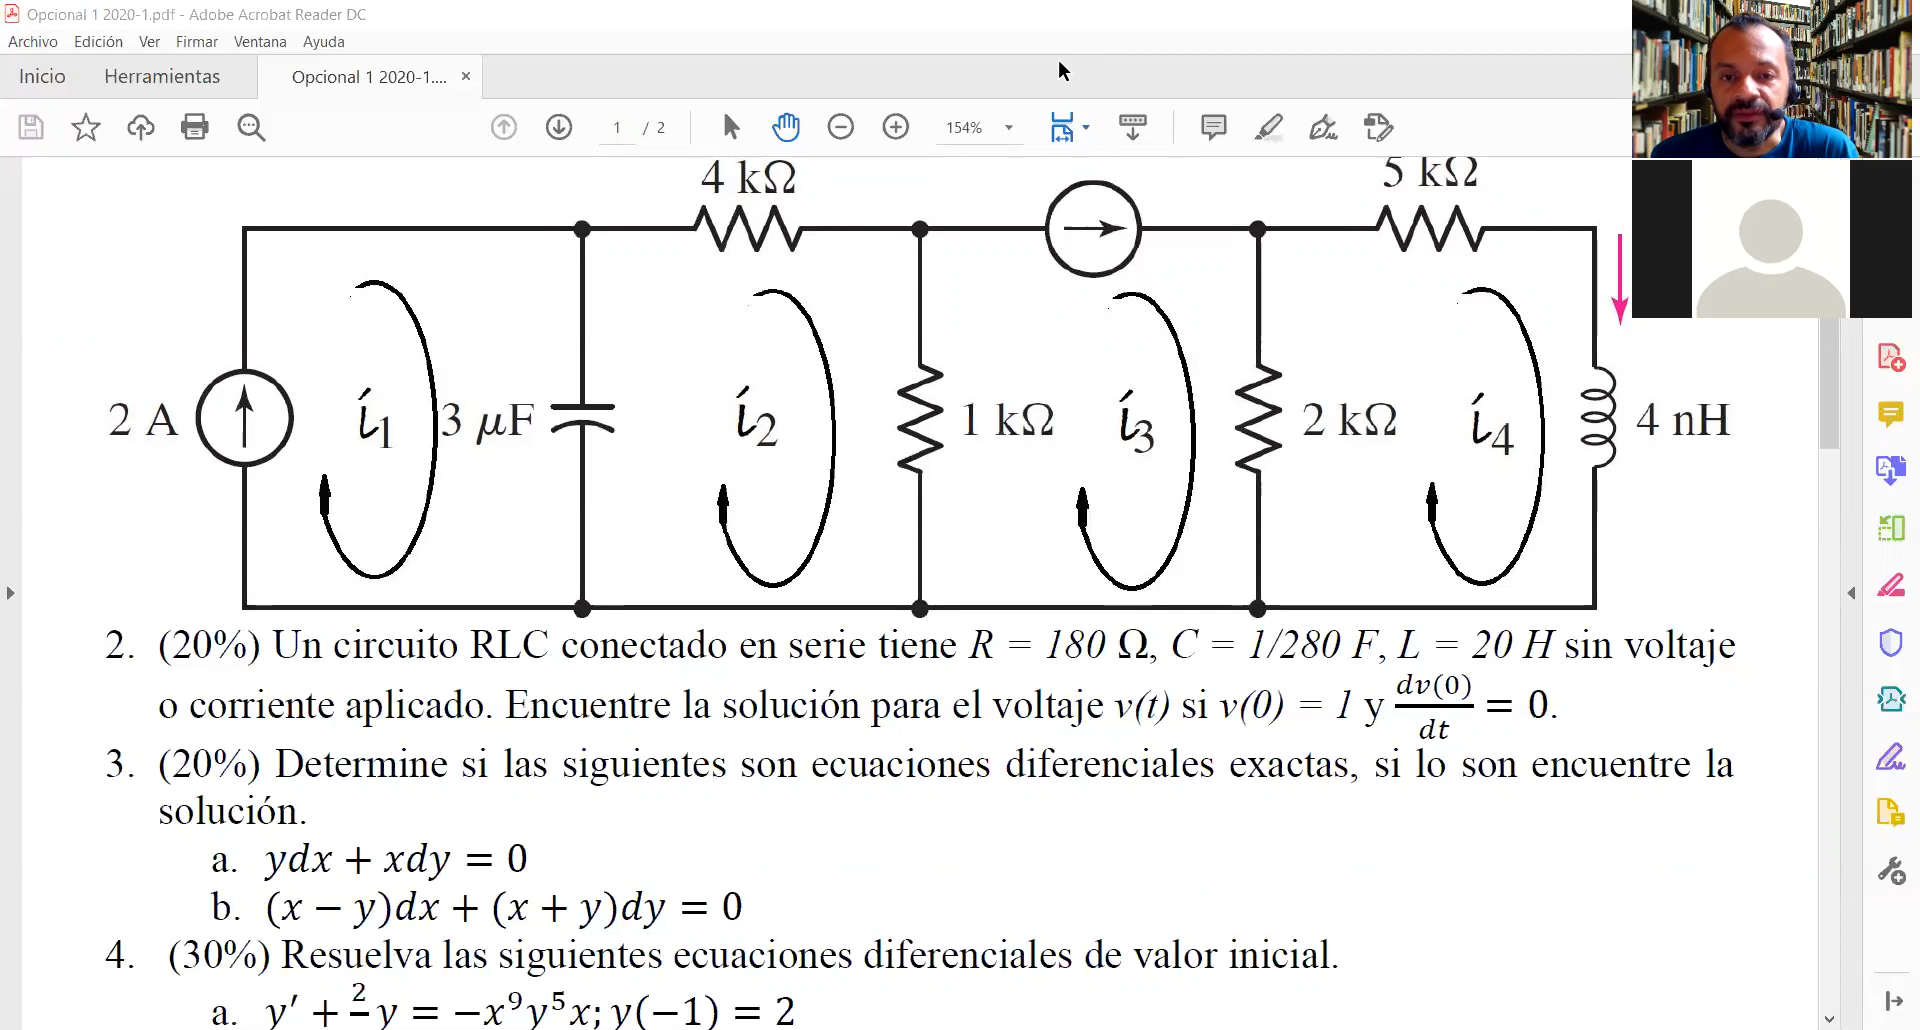 Opcional 1 2020-1.pdf - Adobe Acrobat Reader DC
Archivo Edición Ver Firmar Ventana Ayuda
Inicio Herramientas Opcional 1 2020-1.... ×
1 / 2 154%
4 kΩ 5 kΩ
2 A i1 3 μF i2 1 kΩ i3 2 kΩ i4 4 nH
2. (20%) Un circuito RLC conectado en serie tiene R = 180 Ω, C = 1/280 F, L = 20 H sin voltaje
o corriente aplicado. Encuentre la solución para el voltaje v(t) si v(0) = 1 y dv(0)/dt = 0.
3. (20%) Determine si las siguientes son ecuaciones diferenciales exactas, si lo son encuentre la
solución.
a. ydx + xdy = 0
b. (x − y)dx + (x + y)dy = 0
4. (30%) Resuelva las siguientes ecuaciones diferenciales de valor inicial.
a. y′ + 2 y = −x⁹y⁵x; y(−1) = 2